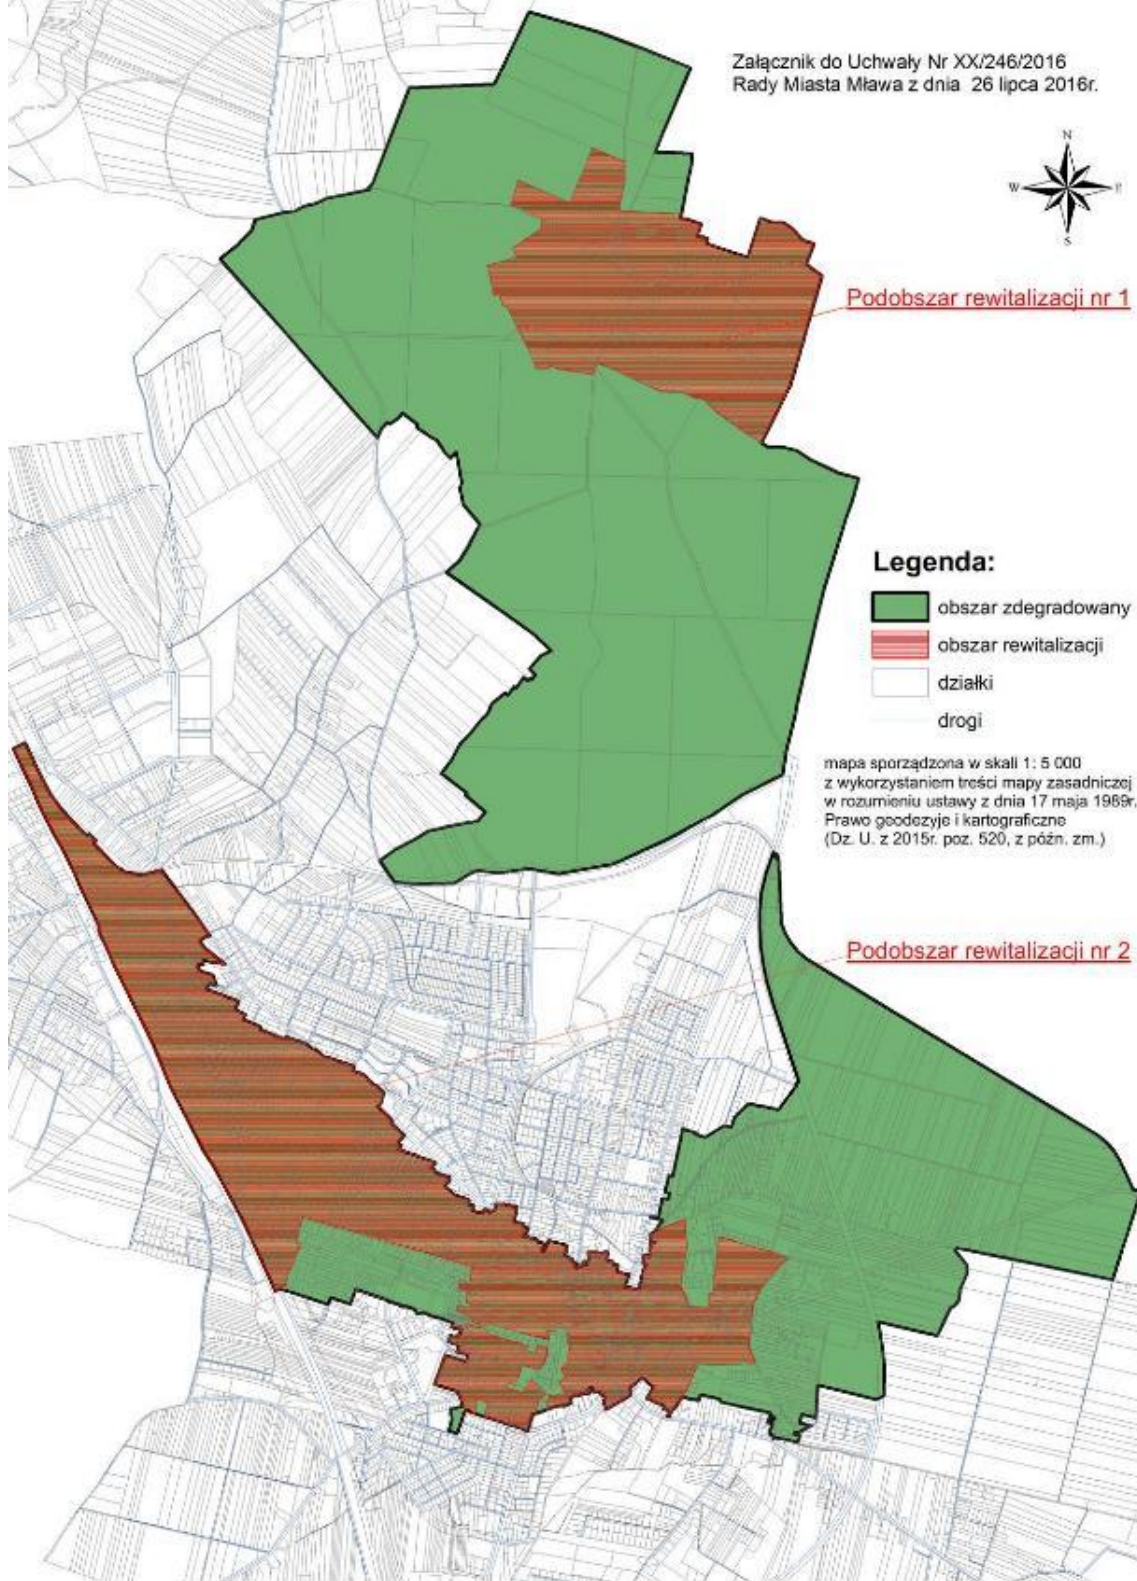 Załącznik do Uchwały Nr XX/246/2016
Rady Miasta Mława z dnia 26 lipca 2016r.
N
W
E
S
Podobszar rewitalizacji nr 1
Legenda:
obszar zdegradowany
obszar rewitalizacji
działki
drogi
mapa sporządzona w skali 1: 5 000
z wykorzystaniem treści mapy zasadniczej
w rozumieniu ustawy z dnia 17 maja 1989r.
Prawo geodezyje i kartograficzne
(Dz. U. z 2015r. poz. 520, z późn. zm.)
Podobszar rewitalizacji nr 2